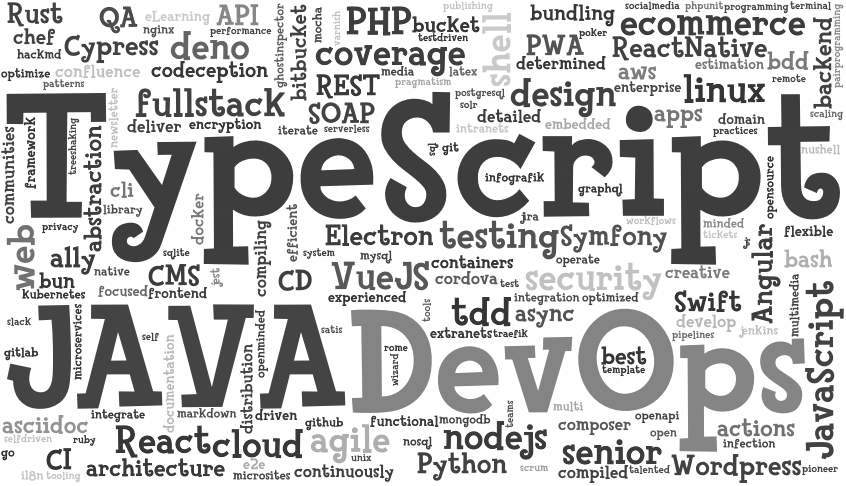 Rust
QA
eLearning
API
nginx
performance
chef
hackmd
Cypress
deno
optimize
confluence
codeception
patterns
ghostinspector
bitbucket
mocha
varnish
PHP
bucket
testdriven
publishing
coverage
REST
media
latex
pragmatism
SOAP
postgresql
solr
shell
bundling
poker
PWA
determined
socialmedia
phpunit
programming
terminal
ecommerce
ReactNative
estimation
bdd
aws
enterprise
linux
remote
backend
pairprogramming
scaling
newsletter
fullstack
deliver
encryption
iterate
serverless
detailed
intranets
design
embedded
apps
domain
practices
nushell
TypeScript
communities
framework
treeshaking
abstraction
privacy
cli
library
sql
git
infografik
graphql
opensource
jira
workflows
minded
tickets
jr
flexible
web
ally
native
bun
kubernetes
focused
frontend
CMS
sqlite
docker
jest
compiling
efficient
system
CD
Electron
mysql
VueJS
experienced
containers
cordova
test
testing
Symfony
operate
security
creative
integration
optimized
Angular
bash
multimedia
JavaScript
Swift
develop
jenkins
pipelines
tdd
async
extranets
traefik
tools
slack
gitlab
microservices
self
documentation
distribution
openminded
satis
JAVA
DevOps
rome
wizard
best
template
integrate
markdown
driven
github
functional
mongodb
teams
multi
composer
openapi
open
actions
infection
asciidoc
selfdriven
ruby
go
CI
i18n
tooling
React
cloud
architecture
e2e
microsites
agile
unix
continuously
nosql
nodejs
Python
scrum
senior
compiled
talented
Wordpress
pioneer